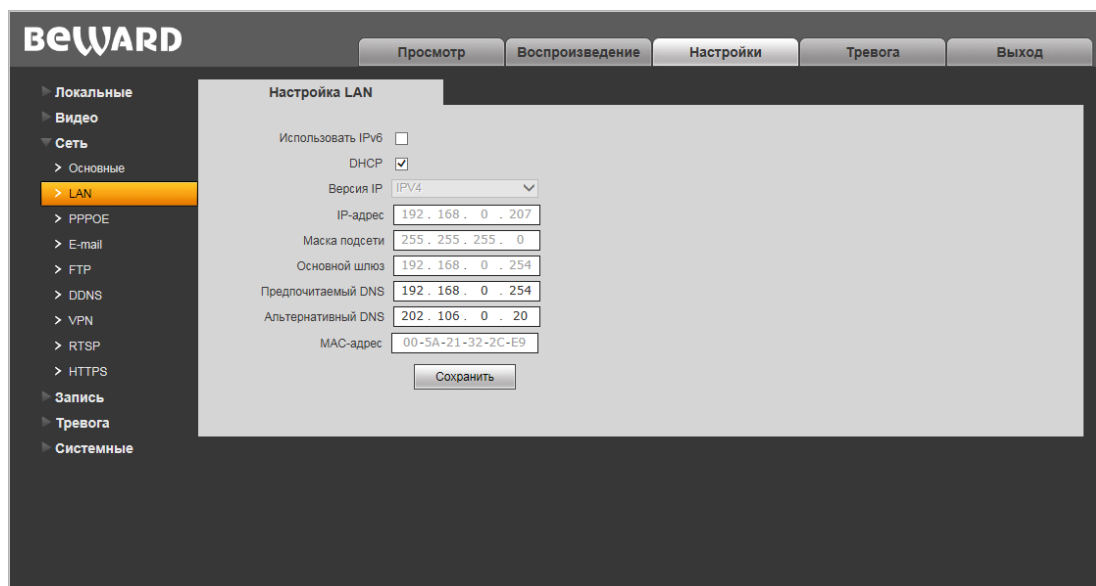 BEWARD
Просмотр Воспроизведение Настройки Тревога Выход
Локальные
Видео
Сеть
Основные
LAN
PPPOE
E-mail
FTP
DDNS
VPN
RTSP
HTTPS
Запись
Тревога
Системные
Настройка LAN
Использовать IPv6
DHCP
Версия IP IPV4
IP-адрес 192 . 168 . 0 . 207
Маска подсети 255 . 255 . 255 . 0
Основной шлюз 192 . 168 . 0 . 254
Предпочитаемый DNS 192 . 168 . 0 . 254
Альтернативный DNS 202 . 106 . 0 . 20
MAC-адрес 00-5A-21-32-2C-E9
Сохранить